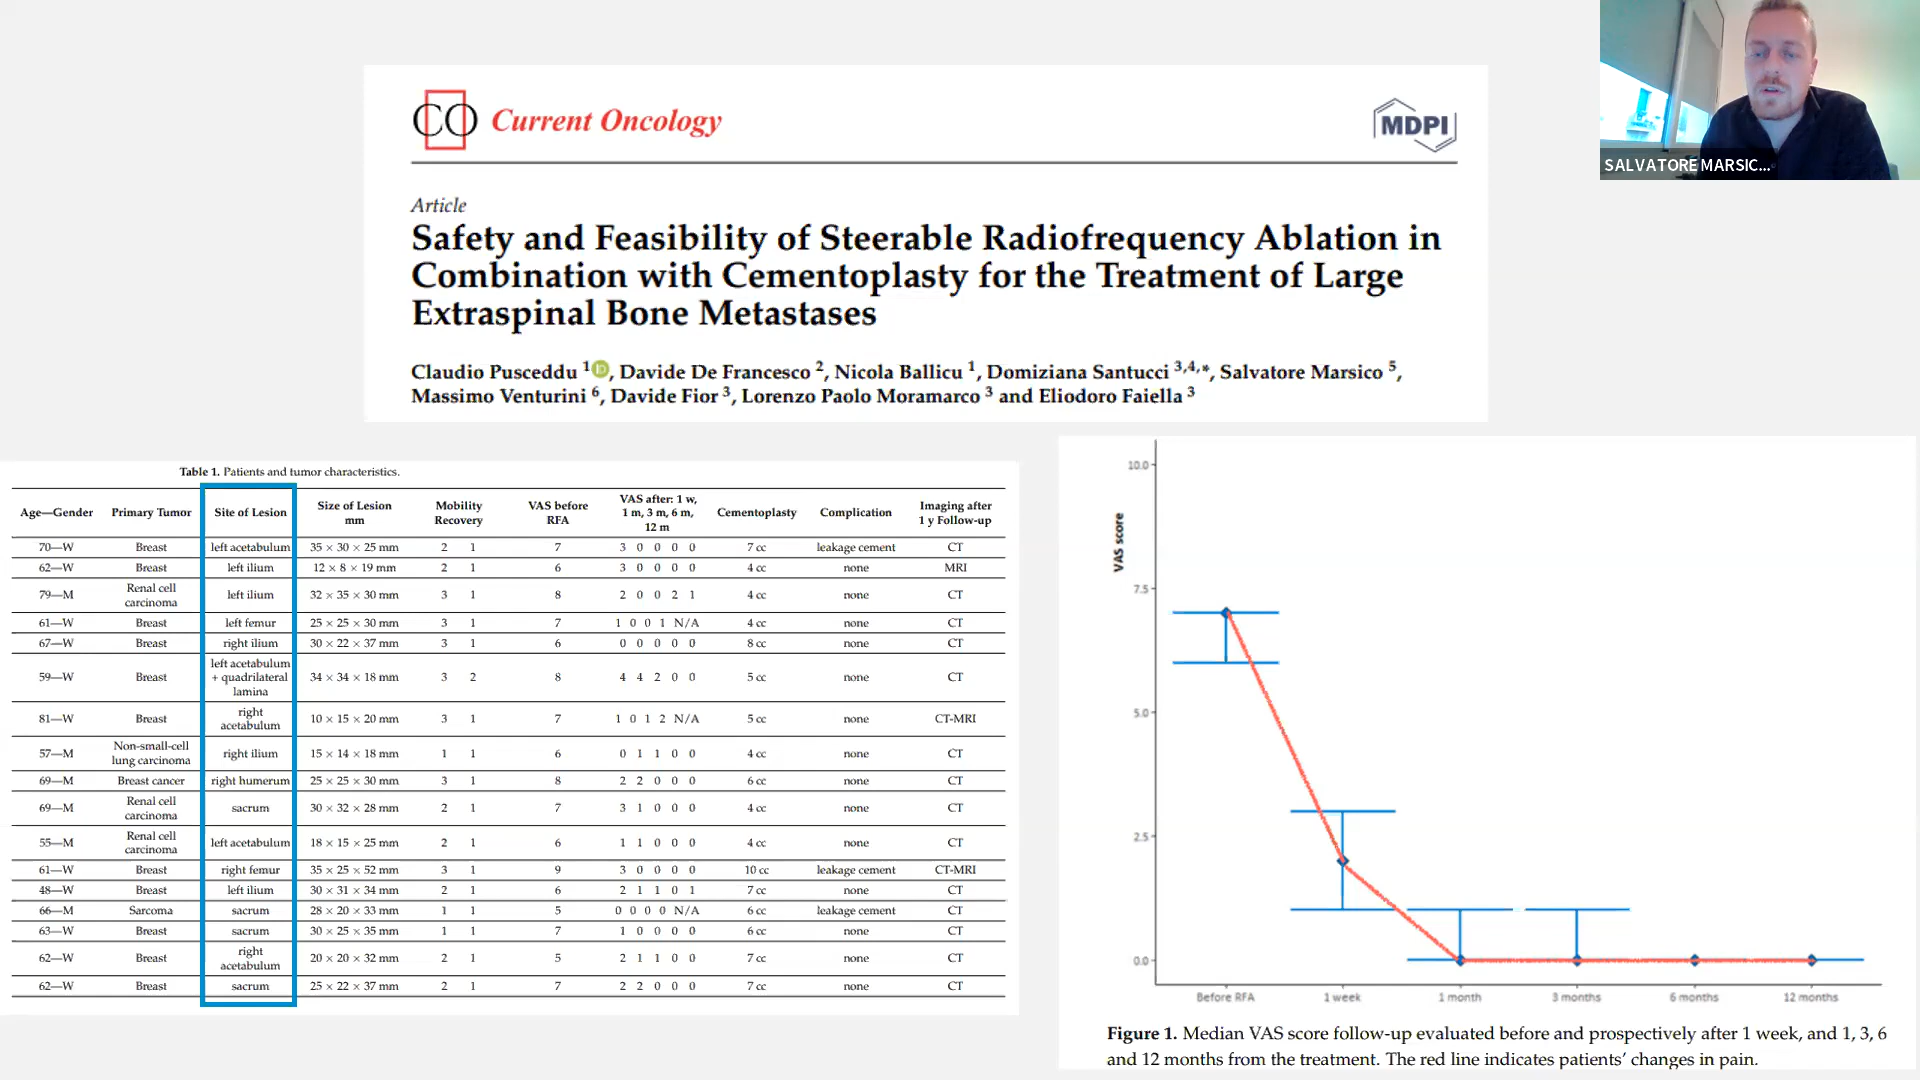 SALVATORE MARSIC...
CO Current Oncology
MDPI
Article
Safety and Feasibility of Steerable Radiofrequency Ablation in
Combination with Cementoplasty for the Treatment of Large
Extraspinal Bone Metastases
Claudio Pusceddu 1 iD, Davide De Francesco 2, Nicola Ballicu 1, Domiziana Santucci 3,4,*, Salvatore Marsico 5,
Massimo Venturini 6, Davide Fior 3, Lorenzo Paolo Moramarco 3 and Eliodoro Faiella 3
Table 1. Patients and tumor characteristics.
Age—Gender Primary Tumor Site of Lesion Size of Lesion mm Mobility Recovery VAS before RFA VAS after: 1 w, 1 m, 3 m, 6 m, 12 m Cementoplasty Complication Imaging after 1 y Follow-up
70—W Breast left acetabulum 35 × 30 × 25 mm 2 1 7 3 0 0 0 0 7 cc leakage cement CT
62—W Breast left ilium 12 × 8 × 19 mm 2 1 6 3 0 0 0 0 4 cc none MRI
79—M Renal cell carcinoma left ilium 32 × 35 × 30 mm 3 1 8 2 0 0 2 1 4 cc none CT
61—W Breast left femur 25 × 25 × 30 mm 3 1 7 1 0 0 1 N/A 4 cc none CT
67—W Breast right ilium 30 × 22 × 37 mm 3 1 6 0 0 0 0 0 8 cc none CT
59—W Breast left acetabulum + quadrilateral lamina 34 × 34 × 18 mm 3 2 8 4 4 2 0 0 5 cc none CT
81—W Breast right acetabulum 10 × 15 × 20 mm 3 1 7 1 0 1 2 N/A 5 cc none CT-MRI
57—M Non-small-cell lung carcinoma right ilium 15 × 14 × 18 mm 1 1 6 0 1 1 0 0 4 cc none CT
69—M Breast cancer right humerum 25 × 25 × 30 mm 3 1 8 2 2 0 0 0 6 cc none CT
69—M Renal cell carcinoma sacrum 30 × 32 × 28 mm 2 1 7 3 1 0 0 0 4 cc none CT
55—M Renal cell carcinoma left acetabulum 18 × 15 × 25 mm 2 1 6 1 1 0 0 0 4 cc none CT
61—W Breast right femur 35 × 25 × 52 mm 3 1 9 3 0 0 0 0 10 cc leakage cement CT-MRI
48—W Breast left ilium 30 × 31 × 34 mm 2 1 6 2 1 1 0 1 7 cc none CT
66—M Sarcoma sacrum 28 × 20 × 33 mm 1 1 5 0 0 0 0 N/A 6 cc leakage cement CT
63—W Breast sacrum 30 × 25 × 35 mm 1 1 7 1 0 0 0 0 6 cc none CT
62—W Breast right acetabulum 20 × 20 × 32 mm 2 1 5 2 1 1 0 0 7 cc none CT
62—W Breast sacrum 25 × 22 × 37 mm 2 1 7 2 2 0 0 0 7 cc none CT
VAS score
10.0
7.5
5.0
2.5
0.0
Before RFA 1 week 1 month 3 months 6 months 12 months
Figure 1. Median VAS score follow-up evaluated before and prospectively after 1 week, and 1, 3, 6
and 12 months from the treatment. The red line indicates patients' changes in pain.